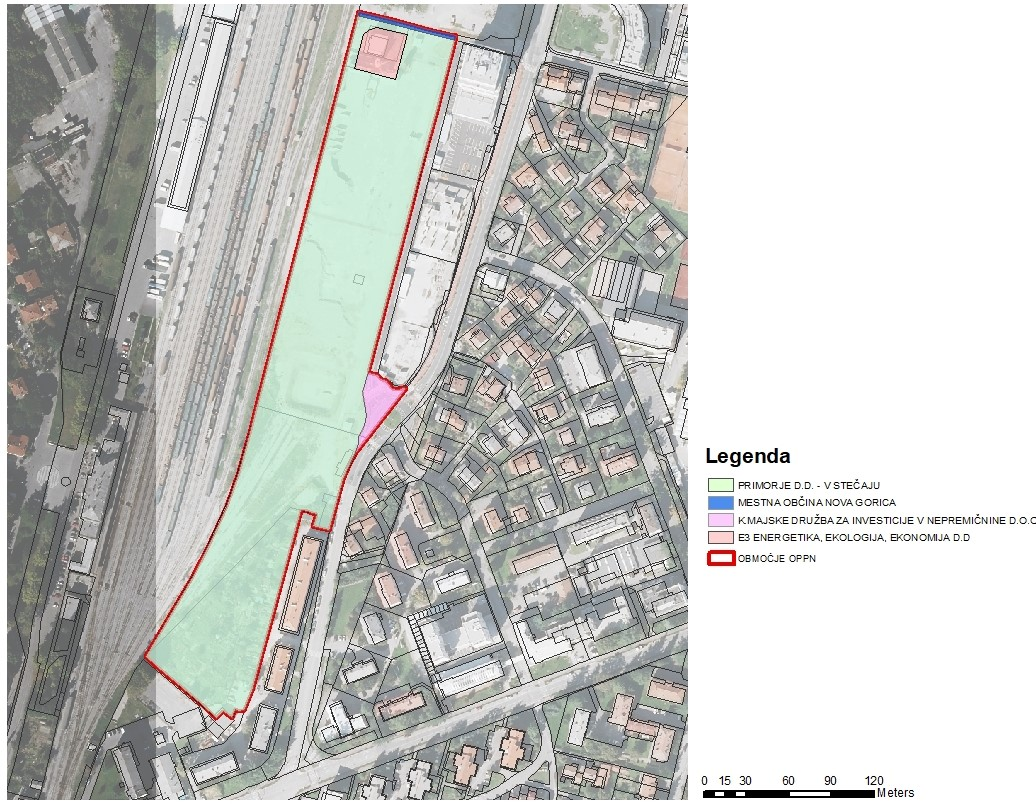 Legenda
PRIMORJE D.D. - V STEČAJU
MESTNA OBČINA NOVA GORICA
K.MAJSKE DRUŽBA ZA INVESTICIJE V NEPREMIČNINE D.O.O
E3 ENERGETIKA, EKOLOGIJA, EKONOMIJA D.D
OBMOČJE OPPN
0 15 30 60 90 120
Meters